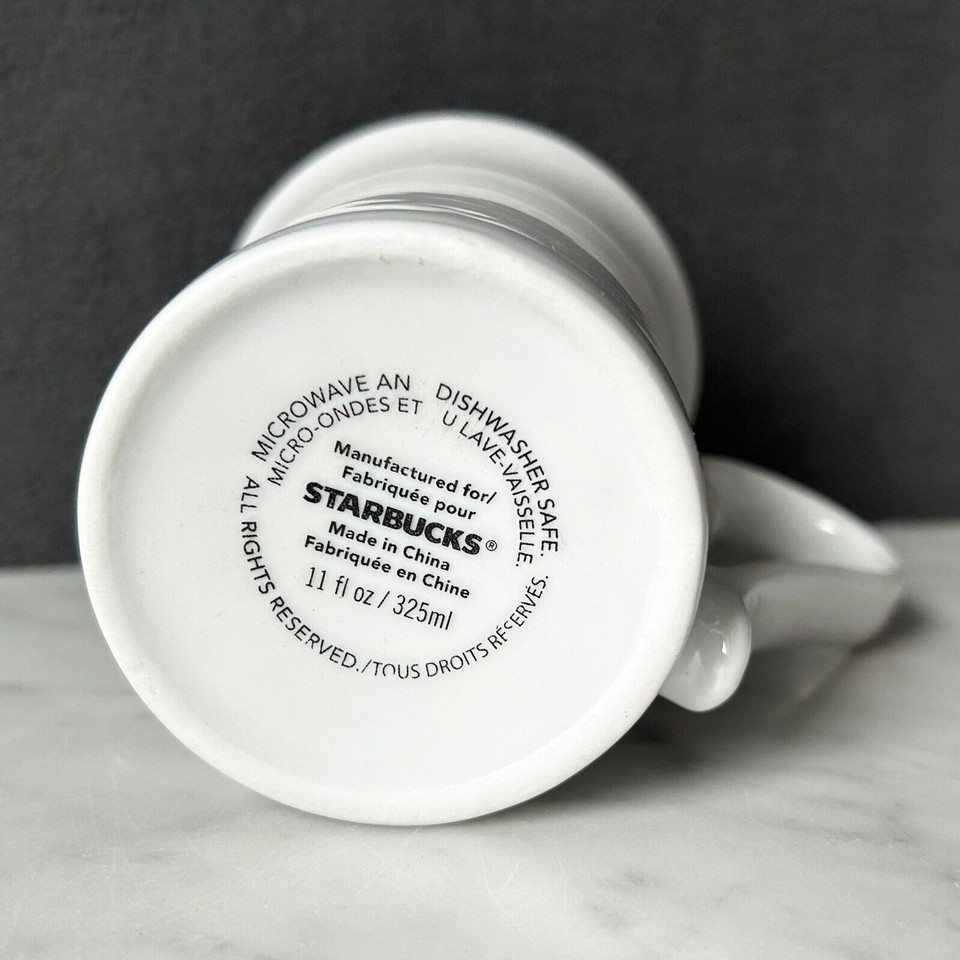 MICROWAVE AN DISHWASHER SAFE.
MICRO-ONDES ET U LAVE-VAISSELLE.
Manufactured for/
Fabriquée pour
STARBUCKS®
Made in China
Fabriquée en Chine
11 fl oz / 325ml
ALL RIGHTS RESERVED./TOUS DROITS RÉSERVÉS.